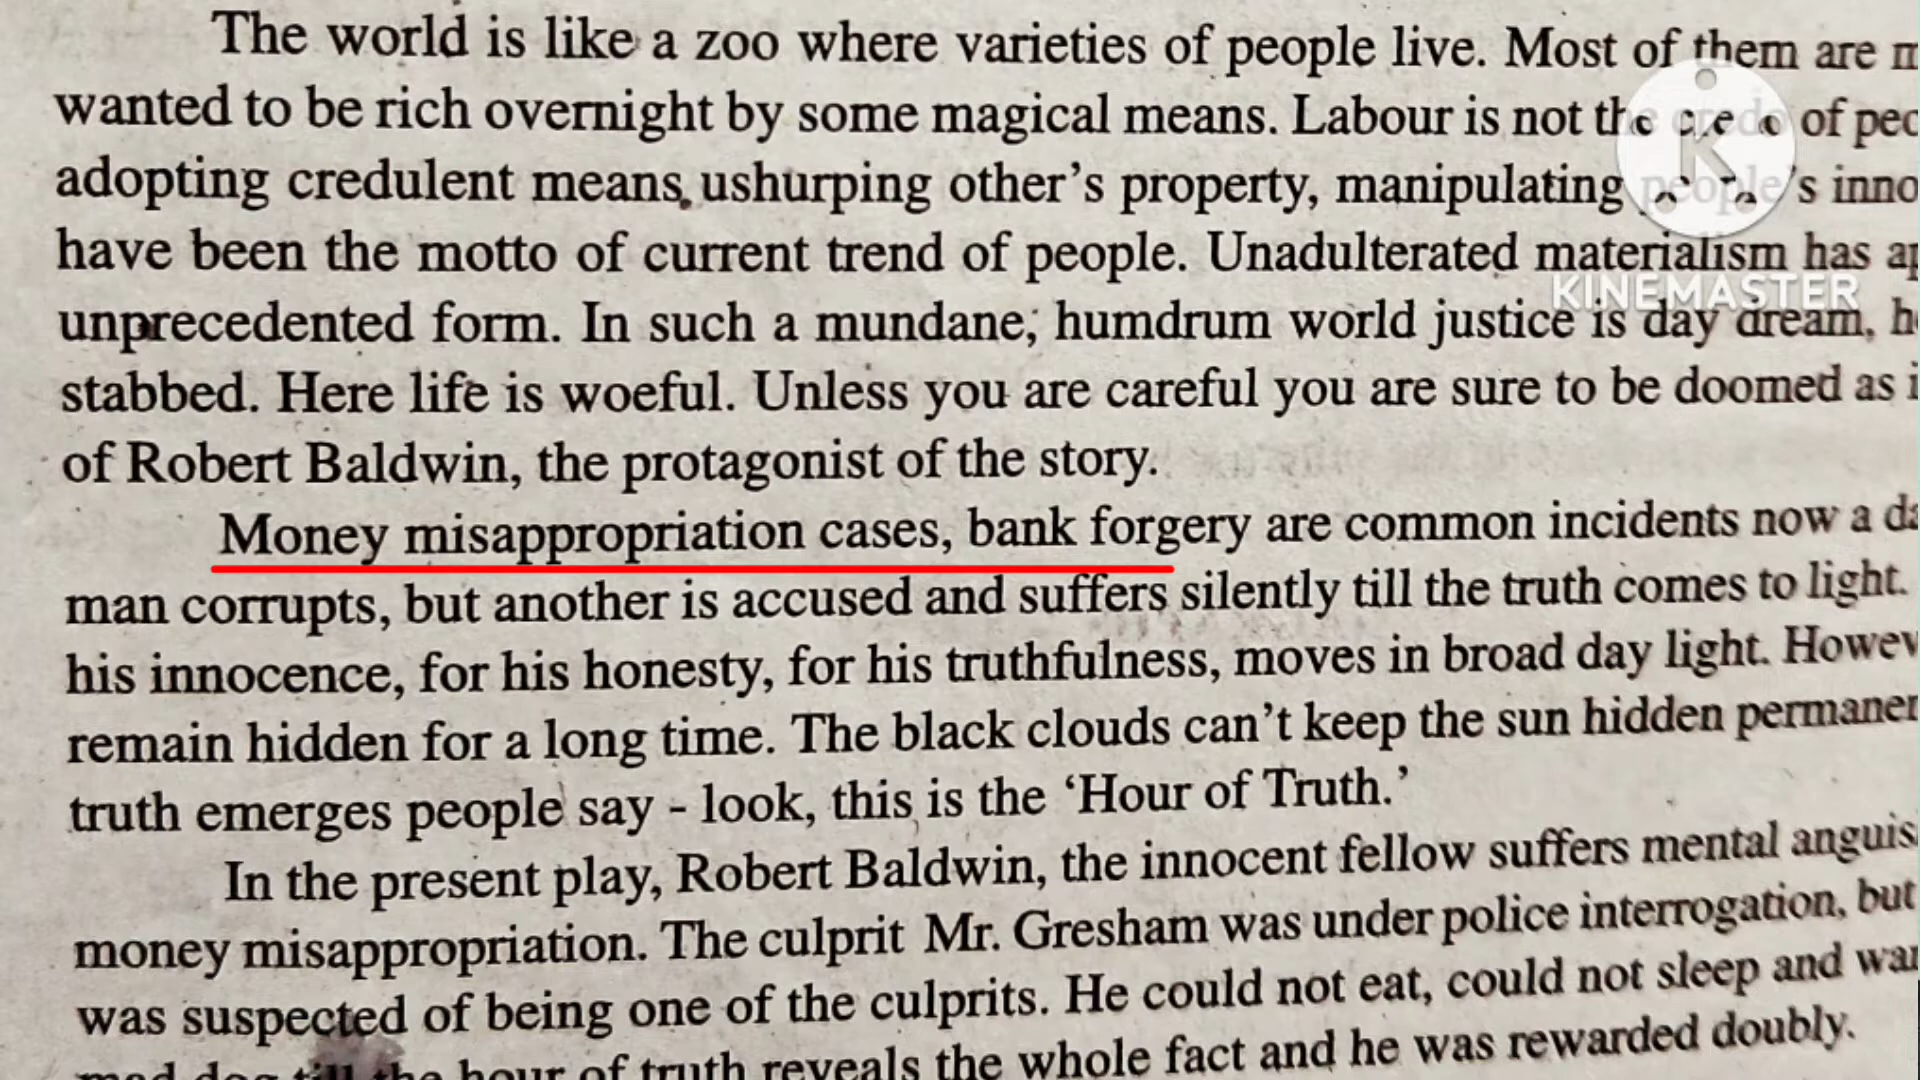 The world is like a zoo where varieties of people live. Most of them are
wanted to be rich overnight by some magical means. Labour is not the credo of
adopting credulent means, ushurping other's property, manipulating people's
have been the motto of current trend of people. Unadulterated materialism has
unprecedented form. In such a mundane, humdrum world justice is day dream,
stabbed. Here life is woeful. Unless you are careful you are sure to be doomed as
of Robert Baldwin, the protagonist of the story.
Money misappropriation cases, bank forgery are common incidents now a
man corrupts, but another is accused and suffers silently till the truth comes to light.
his innocence, for his honesty, for his truthfulness, moves in broad day light.
remain hidden for a long time. The black clouds can't keep the sun hidden
truth emerges people say - look, this is the 'Hour of Truth.'
In the present play, Robert Baldwin, the innocent fellow suffers mental
money misappropriation. The culprit Mr. Gresham was under police interrogation, but
was suspected of being one of the culprits. He could not eat, could not sleep and
mad dog till the hour of truth reveals the whole fact and he was rewarded doubly.
K
KINEMASTER